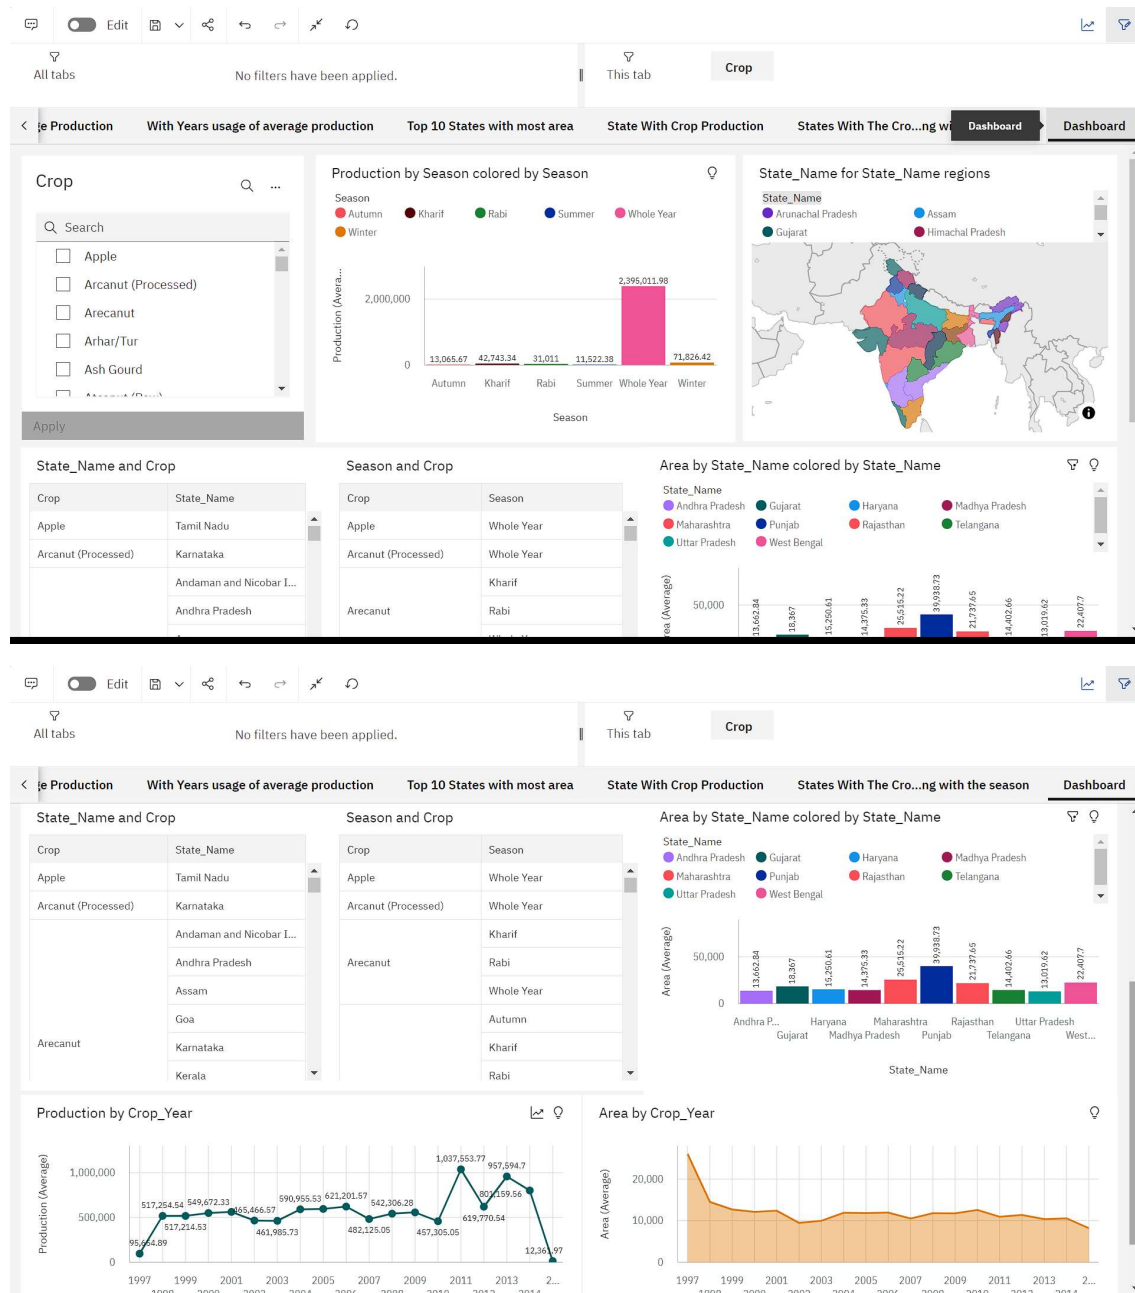 Edit
All tabs
No filters have been applied.
This tab
Crop
ge Production
With Years usage of average production
Top 10 States with most area
State With Crop Production
States With The Cro...ng wi
Dashboard
Dashboard
Crop
Search
Apple
Arcanut (Processed)
Arecanut
Arhar/Tur
Ash Gourd
Apply
Production by Season colored by Season
Season
Autumn Kharif Rabi Summer Whole Year
Winter
Production (Avera...
2,000,000
0
13,065.67 42,743.34 31,011 11,522.38 2,395,011.98 71,826.42
Autumn Kharif Rabi Summer Whole Year Winter
Season
State_Name for State_Name regions
State_Name
Arunachal Pradesh Assam
Gujarat Himachal Pradesh
State_Name and Crop
Crop State_Name
Apple Tamil Nadu
Arcanut (Processed) Karnataka
Andaman and Nicobar I...
Andhra Pradesh
Season and Crop
Crop Season
Apple Whole Year
Arcanut (Processed) Whole Year
Kharif
Arecanut Rabi
Area by State_Name colored by State_Name
State_Name
Andhra Pradesh Gujarat Haryana Madhya Pradesh
Maharashtra Punjab Rajasthan Telangana
Uttar Pradesh West Bengal
rea (Average)
50,000
13,662.84 18,367 15,250.61 14,375.33 25,515.22 39,938.73 21,737.65 14,402.66 13,019.62 22,407.7
Edit
All tabs
No filters have been applied.
This tab
Crop
ge Production
With Years usage of average production
Top 10 States with most area
State With Crop Production
States With The Cro...ng with the season
Dashboard
State_Name and Crop
Crop State_Name
Apple Tamil Nadu
Arcanut (Processed) Karnataka
Andaman and Nicobar I...
Andhra Pradesh
Assam
Goa
Arecanut Karnataka
Kerala
Season and Crop
Crop Season
Apple Whole Year
Arcanut (Processed) Whole Year
Kharif
Arecanut Rabi
Whole Year
Autumn
Kharif
Rabi
Area by State_Name colored by State_Name
State_Name
Andhra Pradesh Gujarat Haryana Madhya Pradesh
Maharashtra Punjab Rajasthan Telangana
Uttar Pradesh West Bengal
Area (Average)
50,000
0
13,662.84 18,367 15,250.61 14,375.33 25,515.22 39,938.73 21,737.65 14,402.66 13,019.62 22,407.7
Andhra P... Haryana Maharashtra Rajasthan Uttar Pradesh
Gujarat Madhya Pradesh Punjab Telangana West...
State_Name
Production by Crop_Year
Production (Average)
1,000,000
500,000
0
517,254.54 549,672.33 465,466.57 590,955.53 621,201.57 542,306.28 1,037,553.77 957,594.7
517,214.53 461,985.73 482,125.05 457,305.05 619,770.54 801,159.56 12,361.97
1997 1999 2001 2003 2005 2007 2009 2011 2013 2...
Area by Crop_Year
Area (Average)
20,000
10,000
0
1997 1999 2001 2003 2005 2007 2009 2011 2013 2...